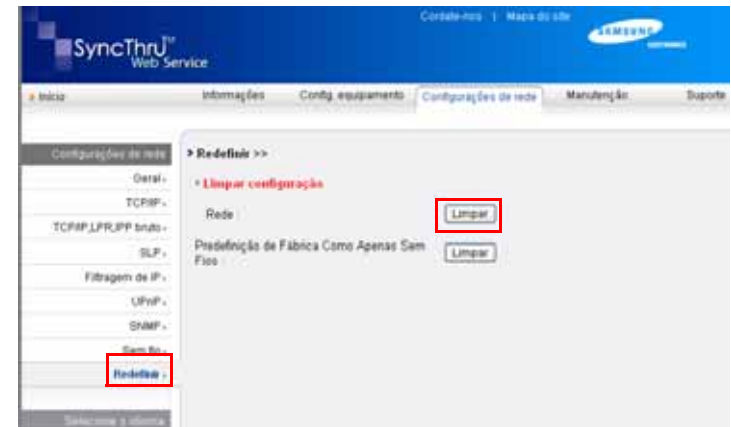 Contate-nos | Mapa do site
SAMSUNG
SyncThru™
Web Service
Início
Informações Config. equipamento Configurações de rede Manutenção Suporte
Configurações de rede
Redefinir >>
Geral
Limpar configuração
TCP/IP
Rede Limpar
TCP/IP,LPR,IPP bruto
Predefinição de Fábrica Como Apenas Sem
Fios
Limpar
SLP
Filtragem de IP
UPnP
SNMP
Sem fio
Redefinir
Selecione o idioma